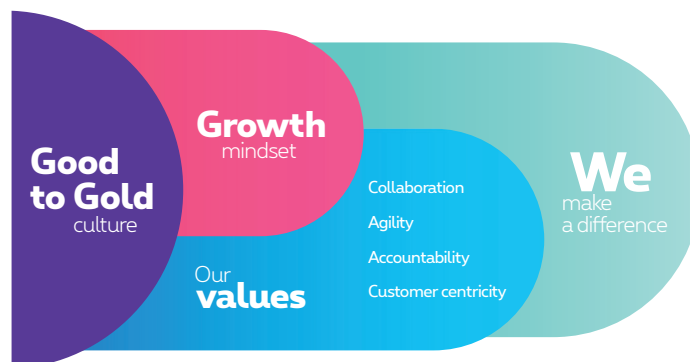 Good
to Gold
culture
Growth
mindset
Our
values
Collaboration
Agility
Accountability
Customer centricity
We
make
a difference